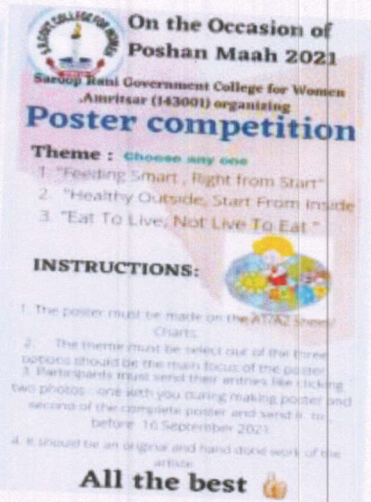 On the Occasion of
Poshan Maah 2021
Saroop Rani Government College for Women
,Amritsar (143001) organizing
Poster competition
Theme : Choose any one
1. "Feeding Smart , Right from Start"
2. "Healthy Outside, Start From Inside
3. "Eat To Live, Not Live To Eat "
INSTRUCTIONS:
1. The poster must be made on the Sheet/
Charts.
2. The theme must be select out of the three
options should be the main focus of the poster
3. Participants must send their entries like clicking
two photos : one with you during making poster and
second of the complete poster and send it to
before 16 September 2021
4. It should be an original and hand done work of the
artiste
All the best